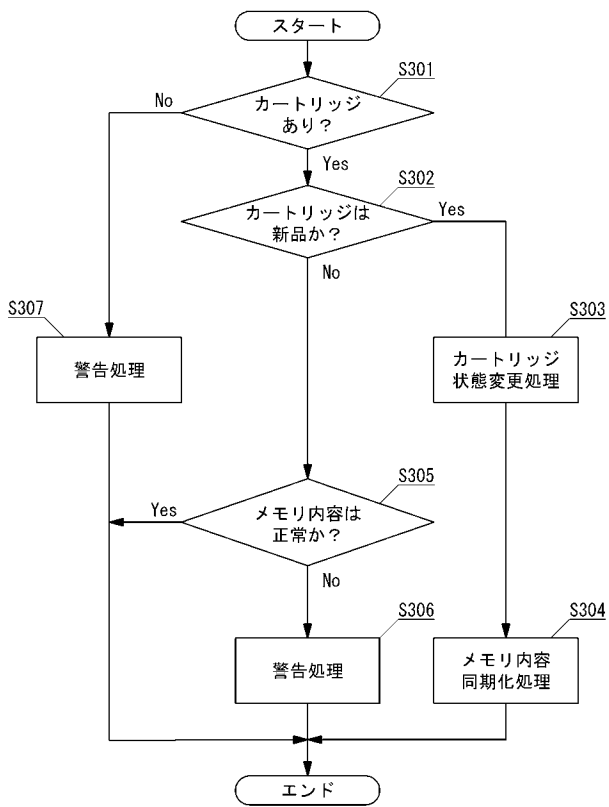 スタート
S301
カートリッジ
あり？
No
Yes
S302
カートリッジは
新品か？
Yes
No
S307
警告処理
S303
カートリッジ
状態変更処理
S305
メモリ内容は
正常か？
Yes
No
S306
警告処理
S304
メモリ内容
同期化処理
エンド